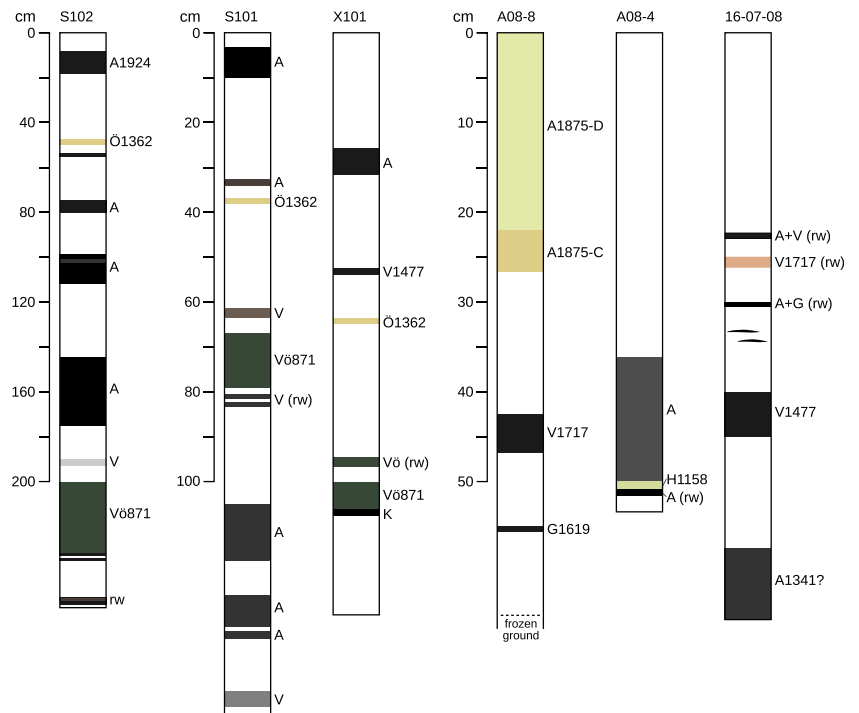 cm
S102
0
40
80
120
160
200
A1924
Ö1362
A
A
A
V
Vö871
rw
cm
S101
0
20
40
60
80
100
A
A
Ö1362
V
Vö871
V (rw)
A
A
A
V
X101
A
V1477
Ö1362
Vö (rw)
Vö871
K
cm
A08-8
0
10
20
30
40
50
A1875-D
A1875-C
V1717
G1619
frozen
ground
A08-4
A
H1158
A (rw)
16-07-08
A+V (rw)
V1717 (rw)
A+G (rw)
V1477
A1341?